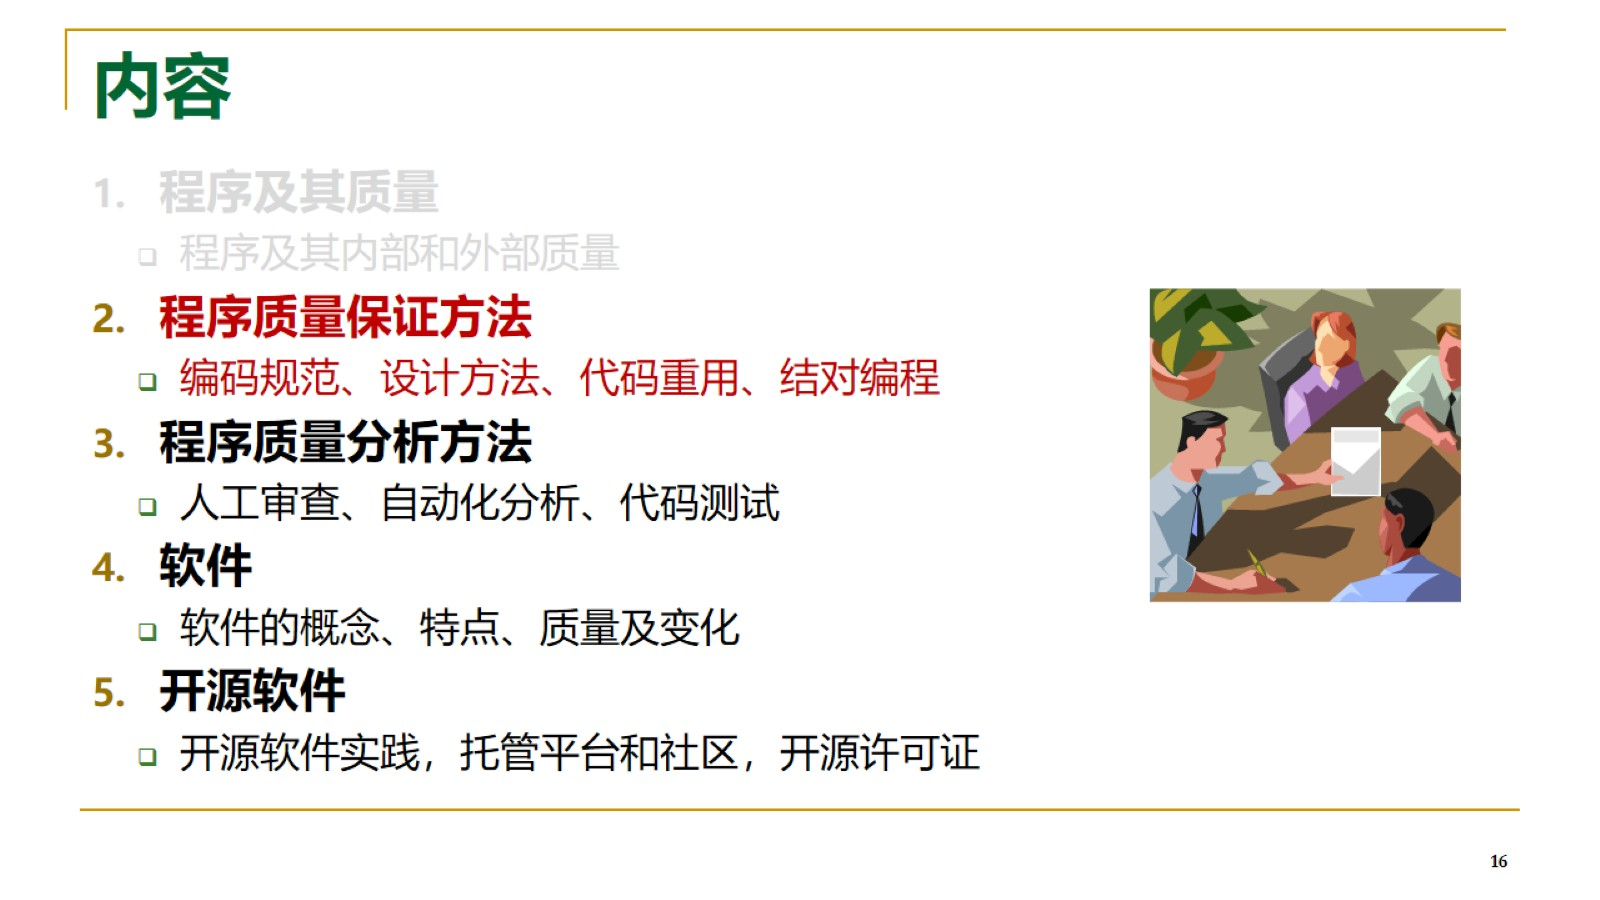 内容
1. 程序及其质量
❑ 程序及其内部和外部质量
2. 程序质量保证方法
❑ 编码规范、设计方法、代码重用、结对编程
3. 程序质量分析方法
❑ 人工审查、自动化分析、代码测试
4. 软件
❑ 软件的概念、特点、质量及变化
5. 开源软件
❑ 开源软件实践，托管平台和社区，开源许可证
16